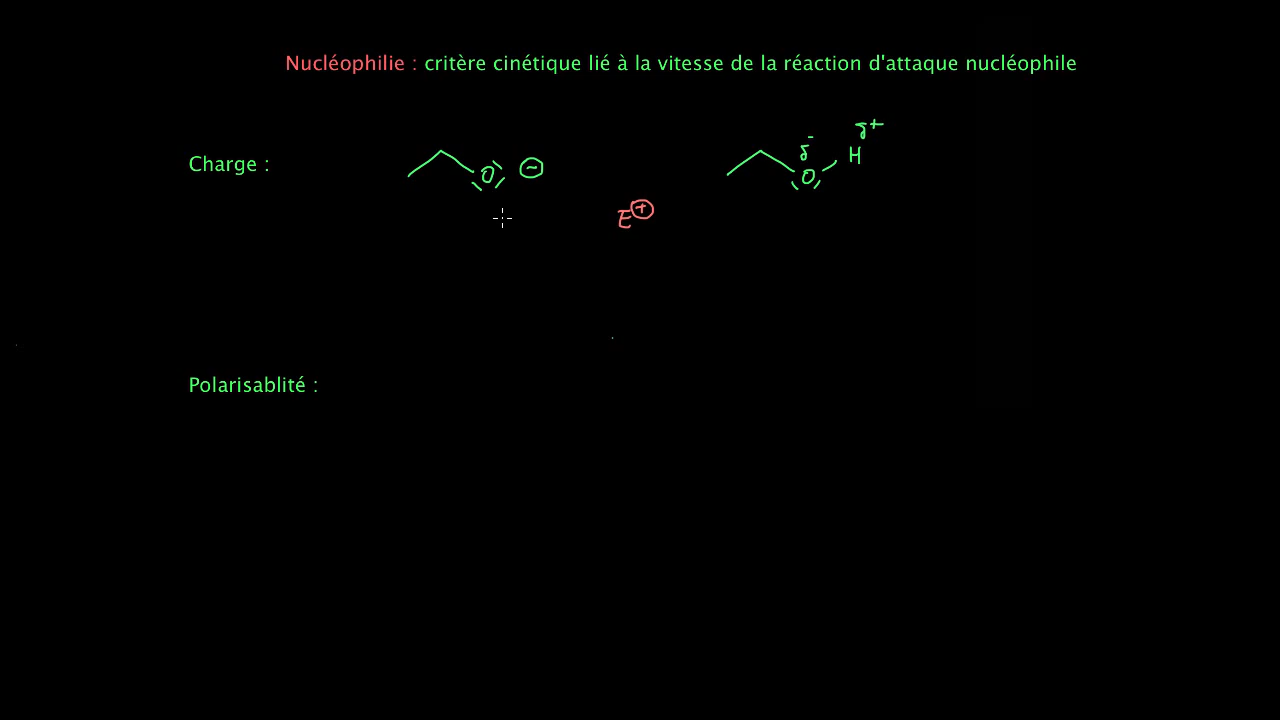 Nucléophilie : critère cinétique lié à la vitesse de la réaction d'attaque nucléophile
δ- δ+
Charge : O - O H
E+
Polarisablité :